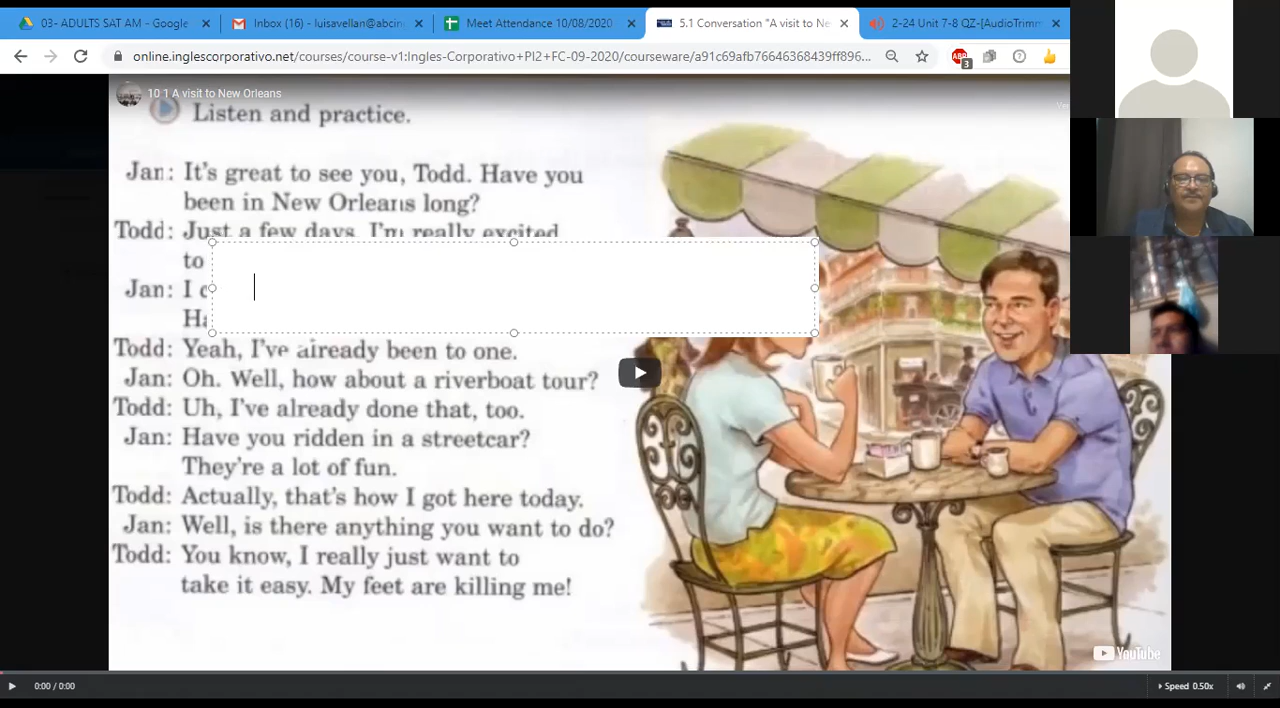 03- ADULTS SAT AM - Google
Inbox (16) - luisavellan@abcin
Meet Attendance 10/08/2020
5.1 Conversation "A visit to Ne
2-24 Unit 7-8 QZ-[AudioTrimm
online.inglescorporativo.net/courses/course-v1:Ingles-Corporativo+PI2+FC-09-2020/courseware/a91c69afb76646368439ff896...
ABP
3
10 1 A visit to New Orleans
Listen and practice.
Jan: It's great to see you, Todd. Have you
been in New Orleans long?
Todd: Just a few days. I'm really excited
to
Jan: I
Todd: Yeah, I've already been to one.
Jan: Oh. Well, how about a riverboat tour?
Todd: Uh, I've already done that, too.
Jan: Have you ridden in a streetcar?
They're a lot of fun.
Todd: Actually, that's how I got here today.
Jan: Well, is there anything you want to do?
Todd: You know, I really just want to
take it easy. My feet are killing me!
YouTube
0:00 / 0:00
Speed 0.50x